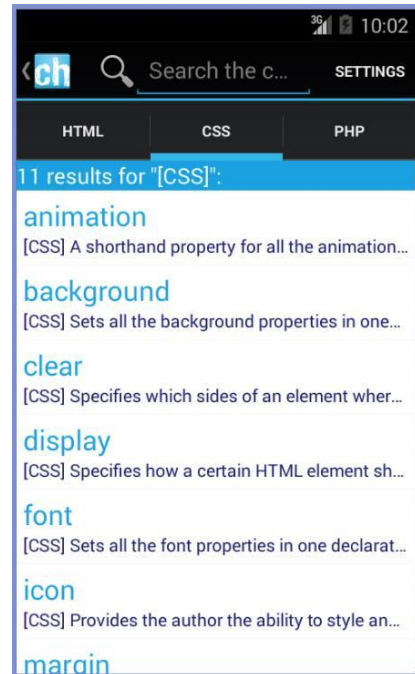 3G 10:02
ch Search the c... SETTINGS
HTML CSS PHP
11 results for "[CSS]":
animation
[CSS] A shorthand property for all the animation...
background
[CSS] Sets all the background properties in one...
clear
[CSS] Specifies which sides of an element wher...
display
[CSS] Specifies how a certain HTML element sh...
font
[CSS] Sets all the font properties in one declarat...
icon
[CSS] Provides the author the ability to style an...
margin